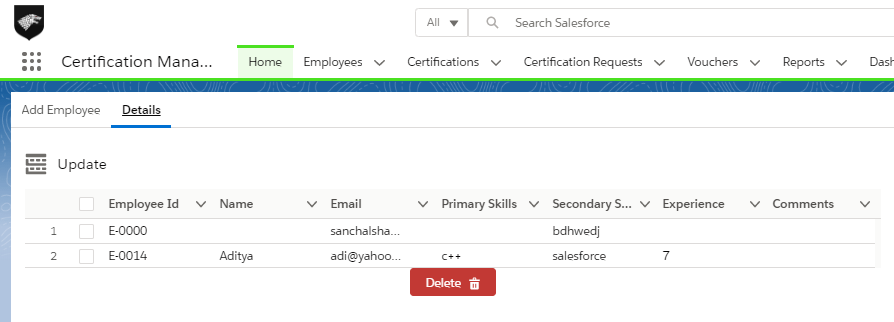 All Search Salesforce
Certification Mana... Home Employees Certifications Certification Requests Vouchers Reports Dash
Add Employee Details
Update
Employee Id Name Email Primary Skills Secondary S... Experience Comments
1 E-0000 sanchalsha... bdhwedj
2 E-0014 Aditya adi@yahoo... c++ salesforce 7
Delete